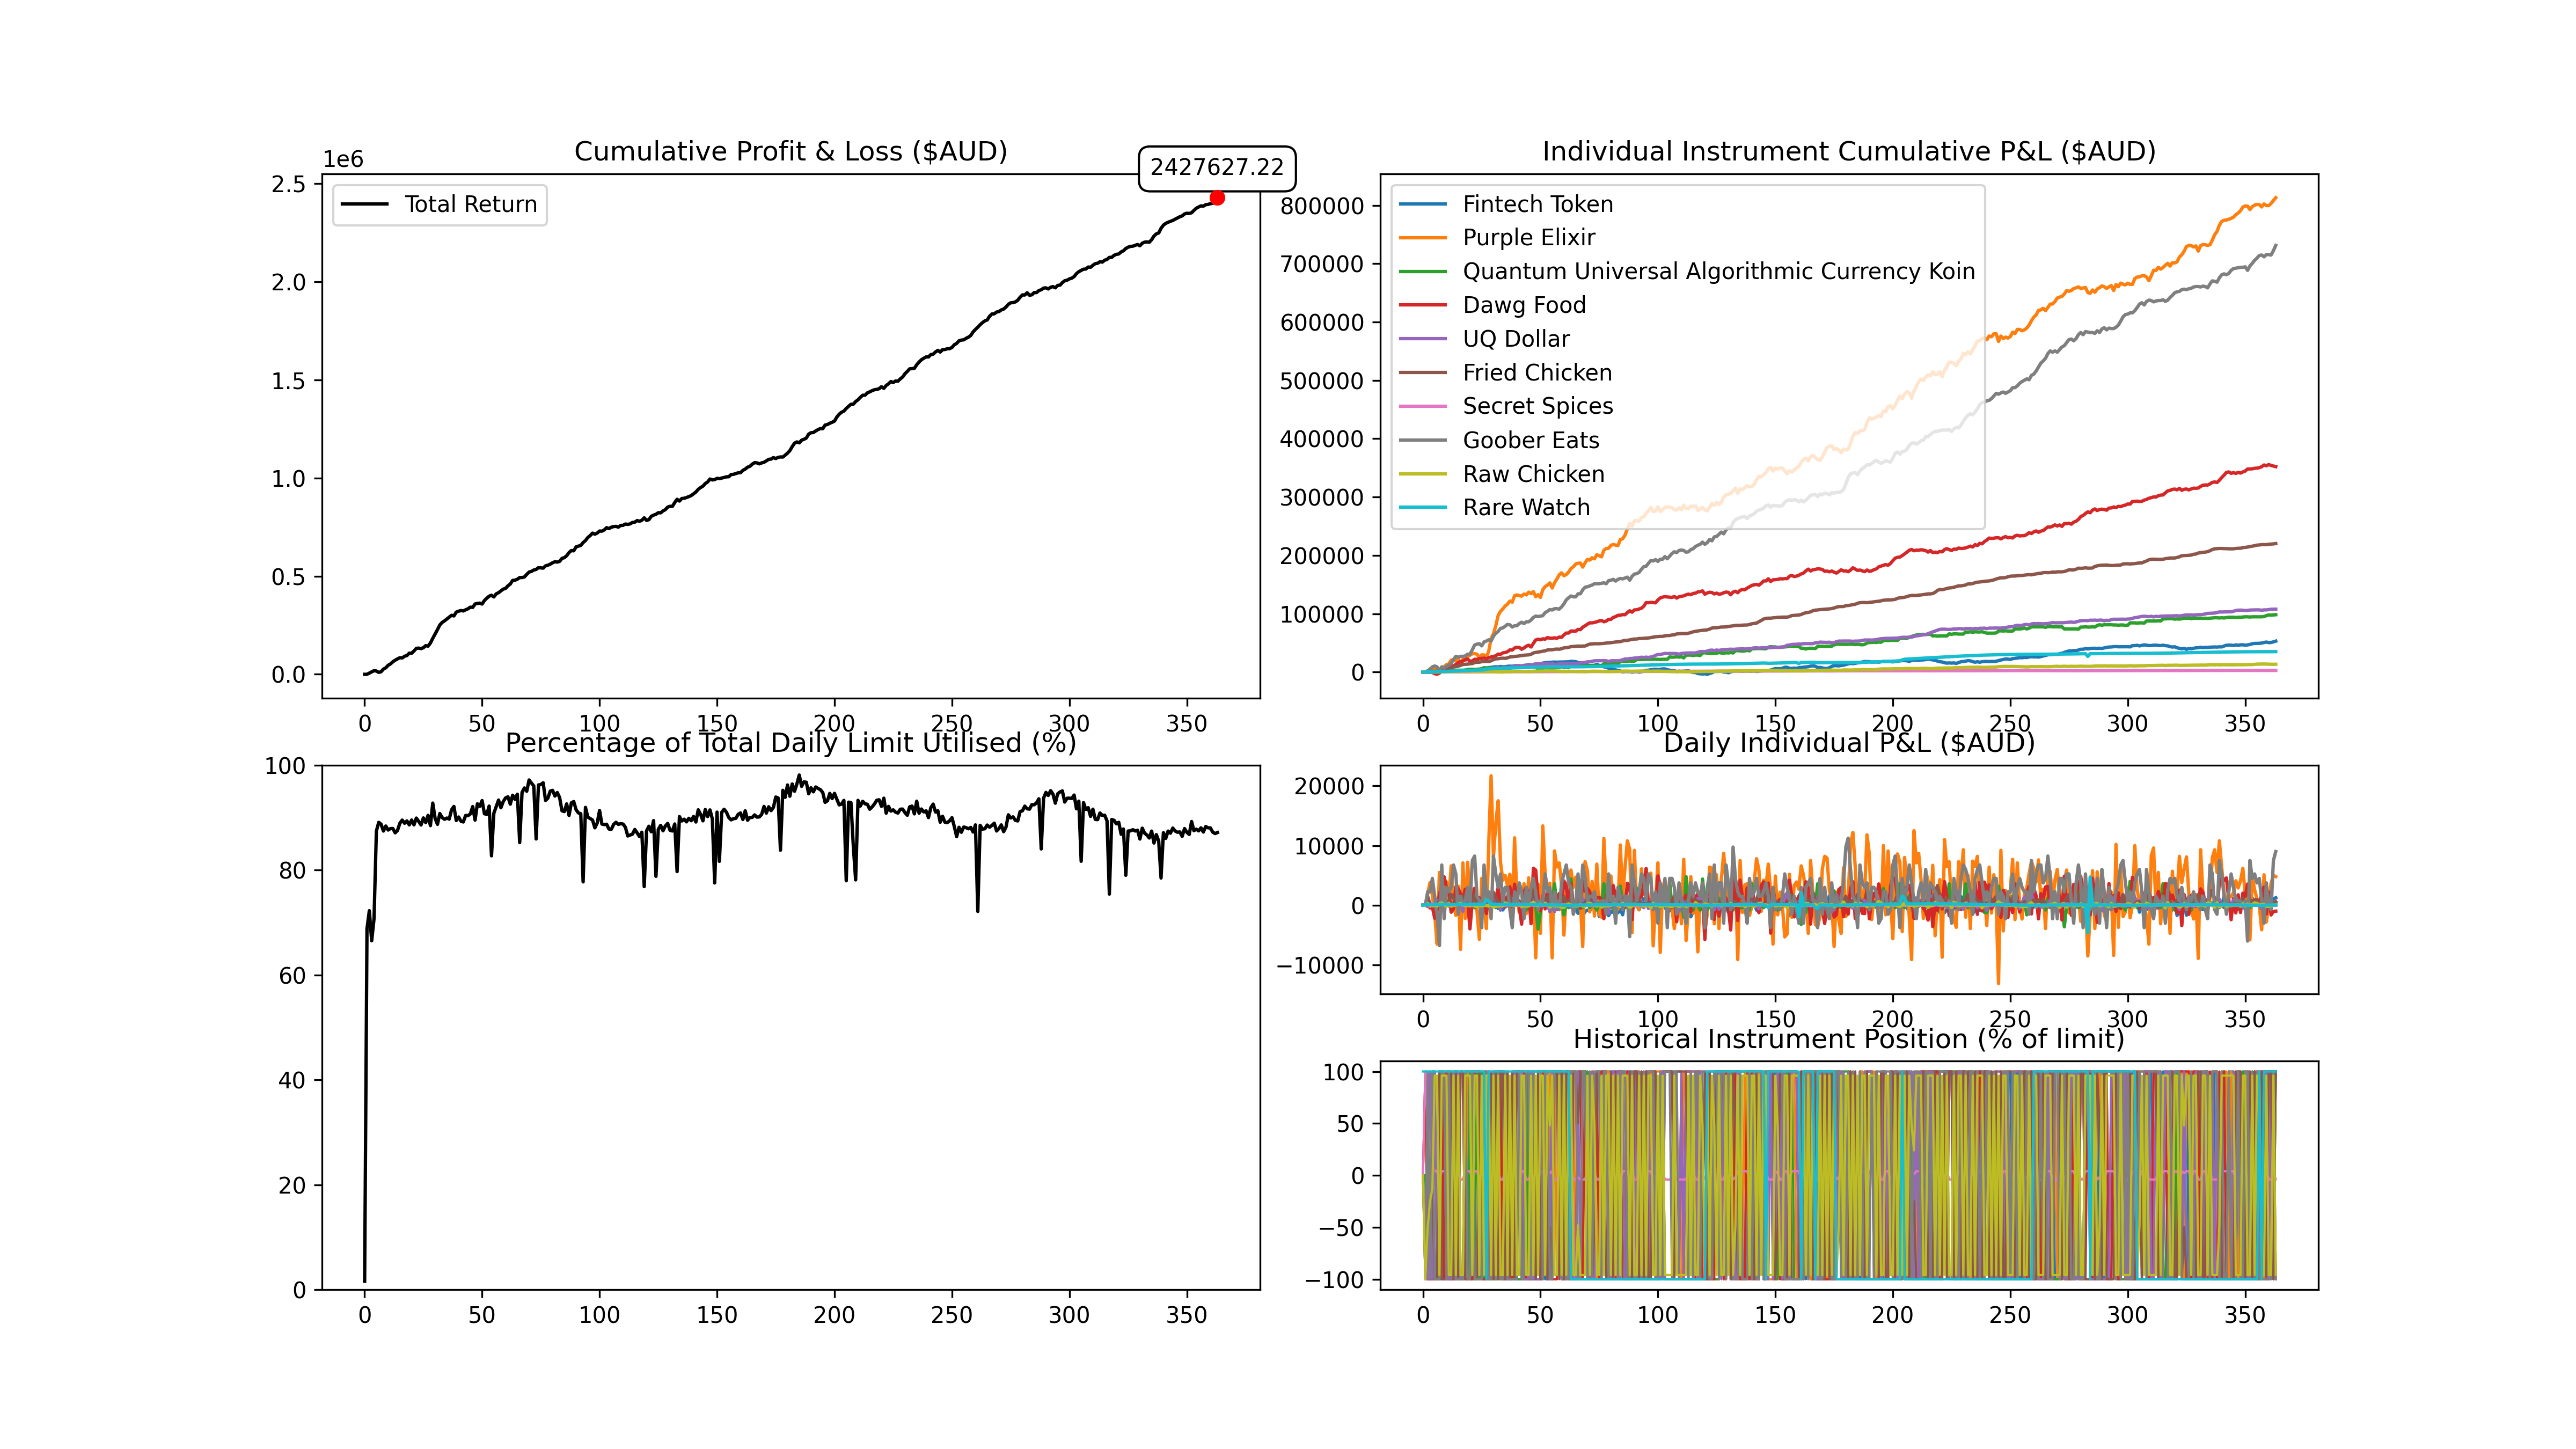 Cumulative Profit & Loss ($AUD)
1e6
2427627.22
Total Return
2.5
2.0
1.5
1.0
0.5
0.0
0 50 100 150 200 250 300 350
Individual Instrument Cumulative P&L ($AUD)
Fintech Token
Purple Elixir
Quantum Universal Algorithmic Currency Koin
Dawg Food
UQ Dollar
Fried Chicken
Secret Spices
Goober Eats
Raw Chicken
Rare Watch
800000
700000
600000
500000
400000
300000
200000
100000
0
0 50 100 150 200 250 300 350
Percentage of Total Daily Limit Utilised (%)
100
80
60
40
20
0
0 50 100 150 200 250 300 350
Daily Individual P&L ($AUD)
20000
10000
0
−10000
0 50 100 150 200 250 300 350
Historical Instrument Position (% of limit)
100
50
0
−50
−100
0 50 100 150 200 250 300 350